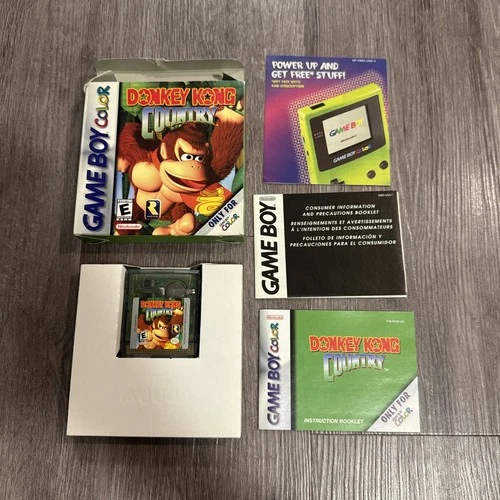 GAME BOY COLOR
DONKEY KONG
COUNTRY
E
Nintendo
ONLY FOR
COLOR
POWER UP AND
GET FREE* STUFF!
GAME BOY COLOR
GAME BOY
CONSUMER INFORMATION
AND PRECAUTIONS BOOKLET
RENSEIGNEMENTS ET AVERTISSEMENTS
À L'INTENTION DES CONSOMMATEURS
FOLLETO DE INFORMACIÓN Y
PRECAUCIONES PARA EL CONSUMIDOR
DONKEY KONG
COUNTRY
E
GAME BOY COLOR
DONKEY KONG
COUNTRY
INSTRUCTION BOOKLET
ONLY FOR
COLOR